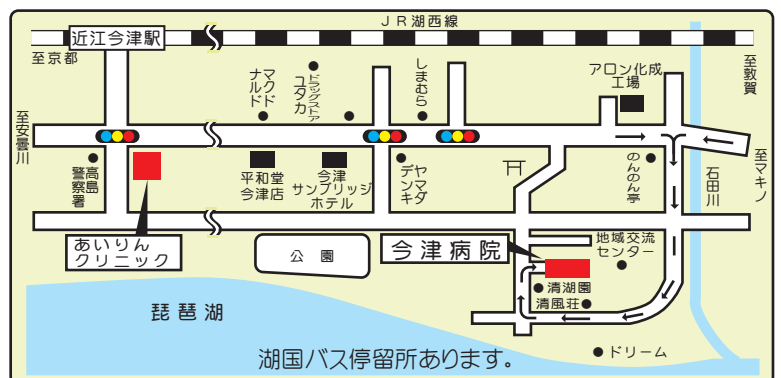 JR湖西線
近江今津駅
至京都
至敦賀
マクド
ナルド
ドラッグストア
ユタカ
しまむら
アロン化成
工場
至安曇川
至マキノ
高島
警察署
平和堂
今津店
今津
サンブリッジ
ホテル
ヤマダ
デンキ
のんのん亭
石田川
あいりん
クリニック
公園
今津病院
地域交流
センター
清湖園
清風荘
琵琶湖
ドリーム
湖国バス停留所あります。